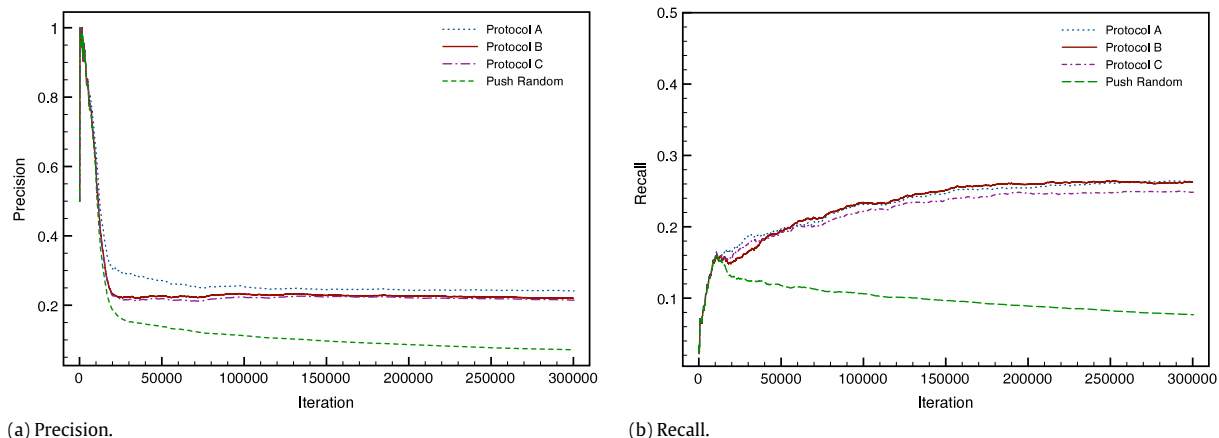 Precision
1
0.8
0.6
0.4
0.2
0
50000
100000
150000
200000
250000
300000
Iteration
Protocol A
Protocol B
Protocol C
Push Random
(a) Precision.
Recall
0.5
0.4
0.3
0.2
0.1
0
50000
100000
150000
200000
250000
300000
Iteration
Protocol A
Protocol B
Protocol C
Push Random
(b) Recall.